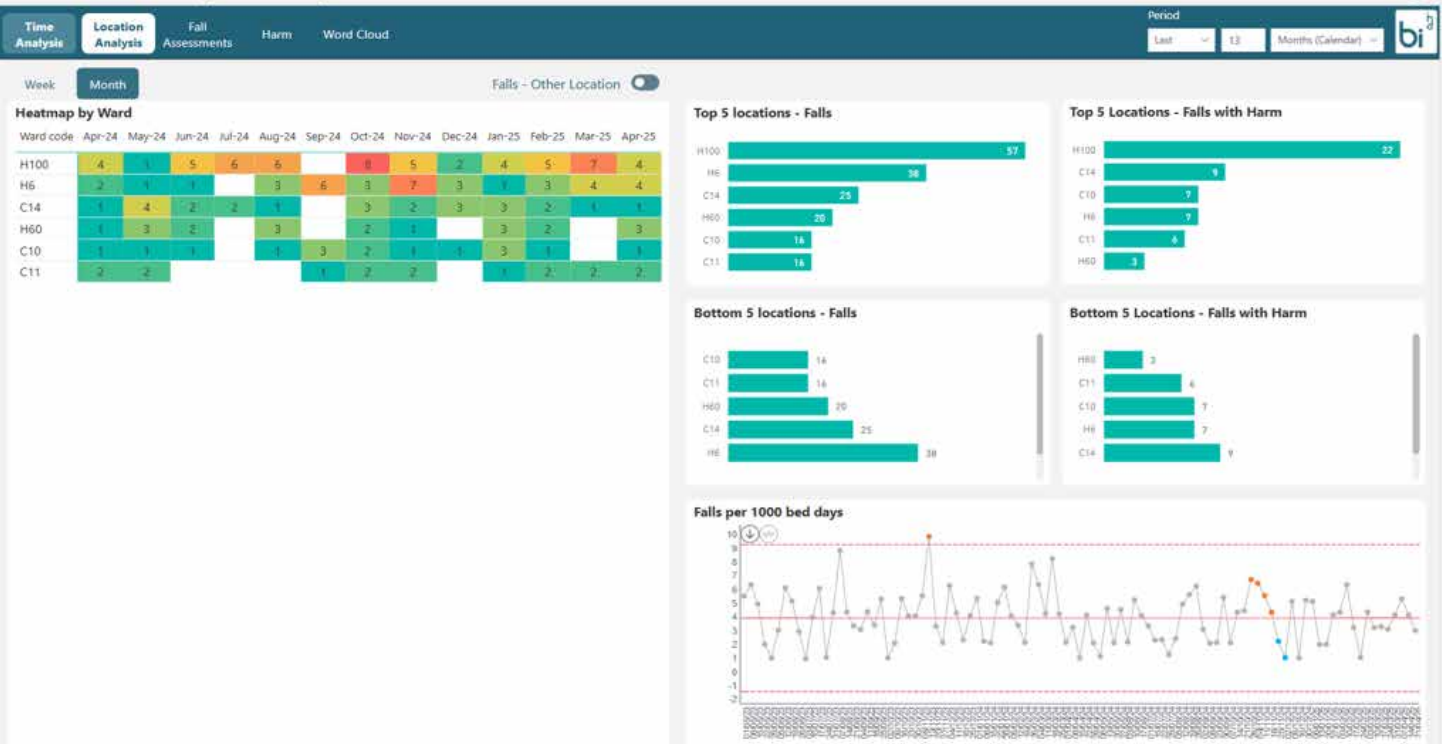 Time Analysis
Location Analysis
Fall Assessments
Harm
Word Cloud
Period
Last
13
Months (Calendar)
bi
Week
Month
Falls - Other Location
Heatmap by Ward
Ward code Apr-24 May-24 Jun-24 Jul-24 Aug-24 Sep-24 Oct-24 Nov-24 Dec-24 Jan-25 Feb-25 Mar-25 Apr-25
H100 4 1 5 6 6 8 5 2 4 5 7 4
H6 2 1 1 3 6 3 7 3 1 3 4 4
C14 1 4 2 2 1 3 2 3 3 2 1 1
H60 1 3 2 3 2 1 3 2 3
C10 1 1 1 1 3 2 1 1 3 1 1
C11 2 2 1 2 2 1 2 2 2
Top 5 locations - Falls
H100 57
H6 38
C14 25
H60 20
C10 16
C11 16
Top 5 Locations - Falls with Harm
H100 22
C14 9
C10 7
H6 7
C11 6
H60 3
Bottom 5 locations - Falls
C10 16
C11 16
H60 20
C14 25
H6 38
Bottom 5 Locations - Falls with Harm
H60 3
C11 6
C10 7
H6 7
C14 9
Falls per 1000 bed days
10
9
8
7
6
5
4
3
2
1
0
-1
-2